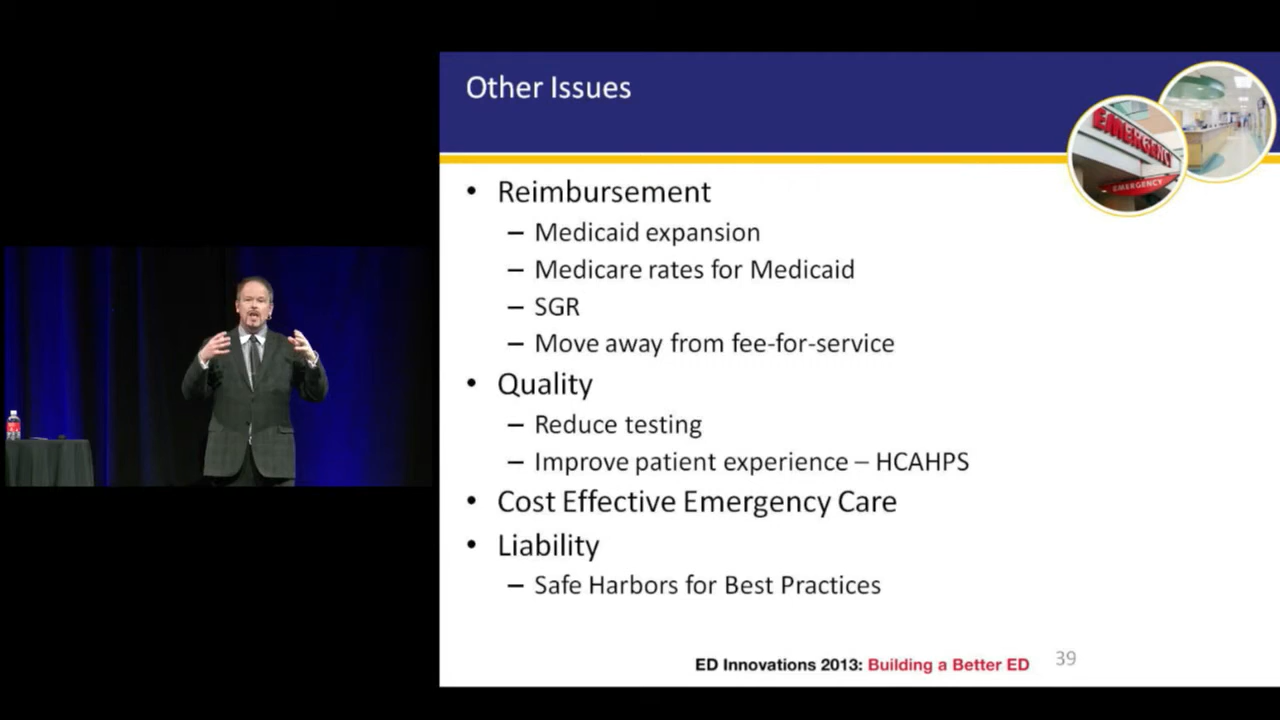 Other Issues
EMERGENCY
EMERGENCY
• Reimbursement
– Medicaid expansion
– Medicare rates for Medicaid
– SGR
– Move away from fee-for-service
• Quality
– Reduce testing
– Improve patient experience – HCAHPS
• Cost Effective Emergency Care
• Liability
– Safe Harbors for Best Practices
ED Innovations 2013: Building a Better ED
39